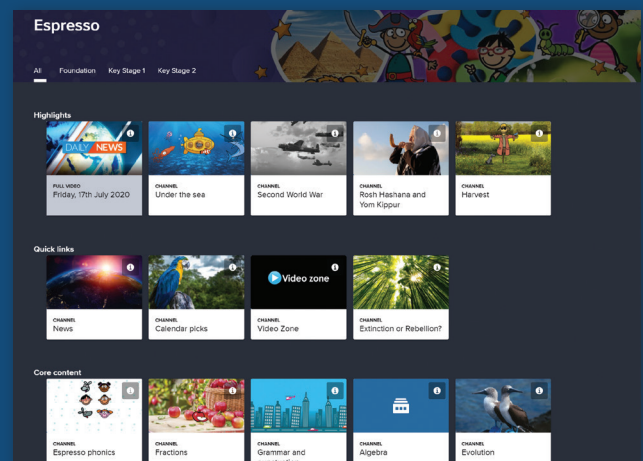 Espresso
All Foundation Key Stage 1 Key Stage 2
Highlights
DAILY NEWS
FULL VIDEO
Friday, 17th July 2020
CHANNEL
Under the sea
CHANNEL
Second World War
CHANNEL
Rosh Hashana and
Yom Kippur
CHANNEL
Harvest
Quick links
CHANNEL
News
CHANNEL
Calendar picks
Video zone
CHANNEL
Video Zone
CHANNEL
Extinction or Rebellion?
Core content
CHANNEL
Espresso phonics
CHANNEL
Fractions
CHANNEL
Grammar and
CHANNEL
Algebra
CHANNEL
Evolution